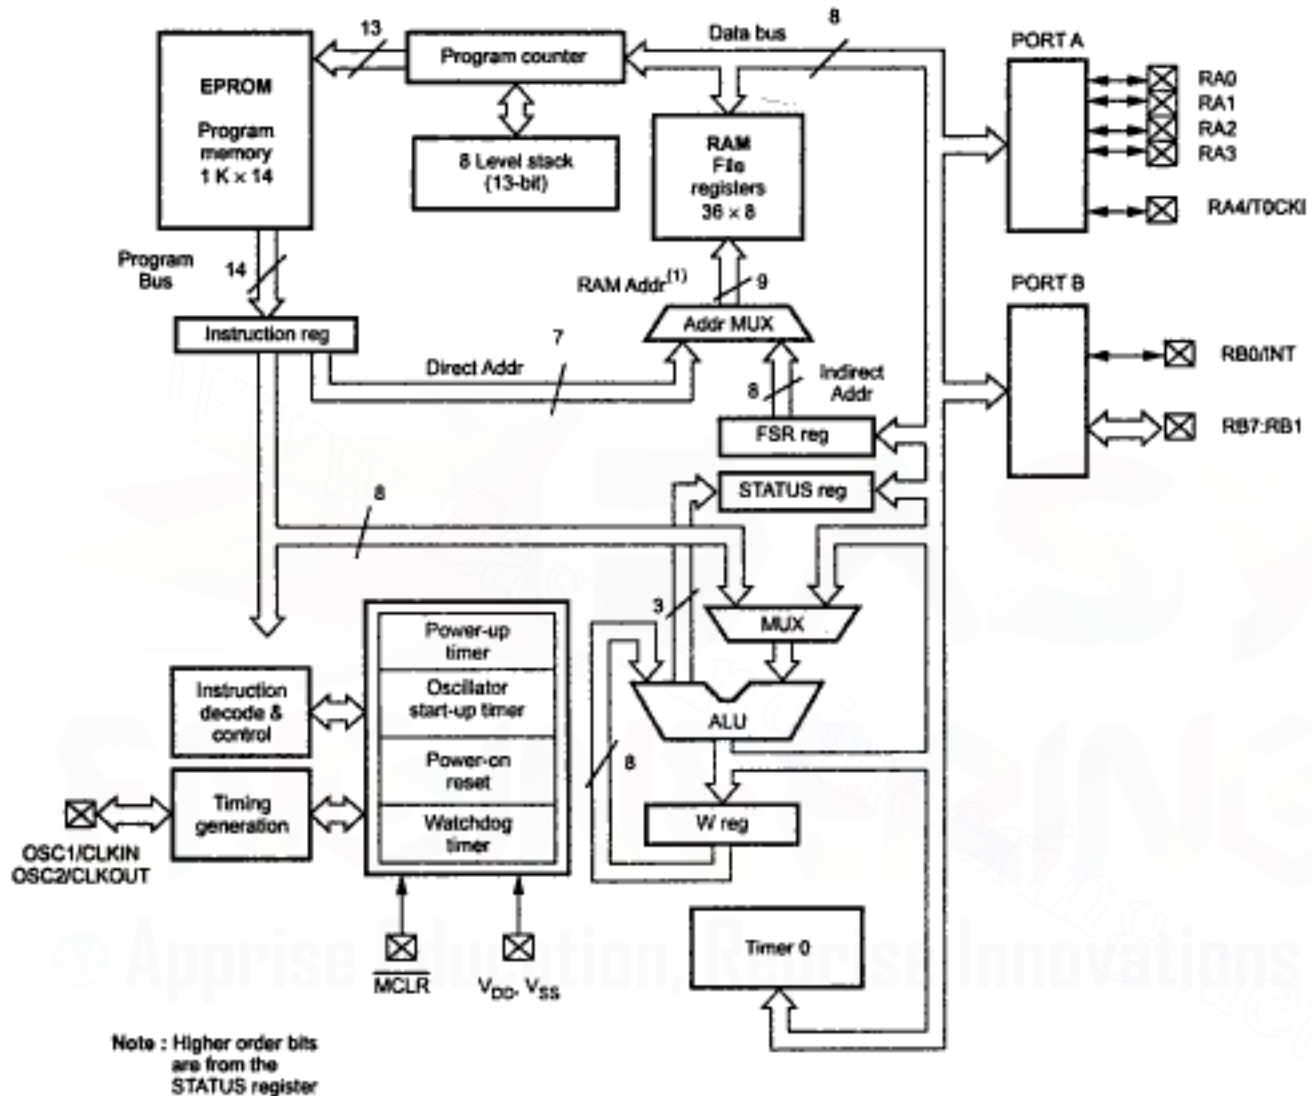 13
Program counter
Data bus
8
PORT A
EPROM
Program
memory
1 K × 14
8 Level stack
(13-bit)
RAM
File
registers
36 × 8
RA0
RA1
RA2
RA3
RA4/T0CKI
Program
Bus
14
RAM Addr(1)
9
PORT B
Instruction reg
Addr MUX
7
Direct Addr
8
Indirect
Addr
RB0/INT
FSR reg
RB7:RB1
STATUS reg
8
3
MUX
Power-up
timer
Instruction
decode &
control
Oscillator
start-up timer
ALU
Power-on
reset
8
Timing
generation
Watchdog
timer
W reg
OSC1/CLKIN
OSC2/CLKOUT
Timer 0
MCLR
VDD, VSS
Note : Higher order bits
are from the
STATUS register
Apprise Education, Reprise Innovations
www.EasyEngineering.net